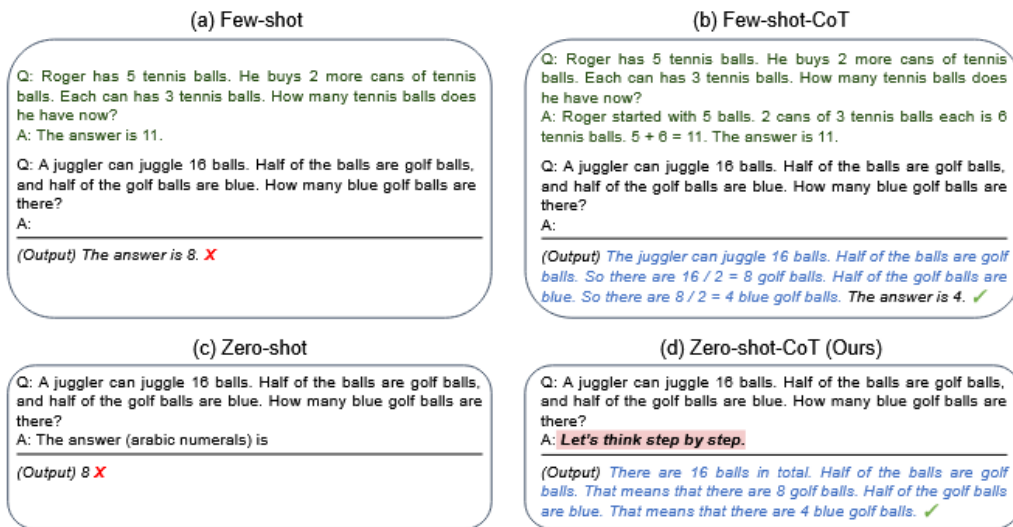 (a) Few-shot
Q: Roger has 5 tennis balls. He buys 2 more cans of tennis
balls. Each can has 3 tennis balls. How many tennis balls does
he have now?
A: The answer is 11.
Q: A juggler can juggle 16 balls. Half of the balls are golf balls,
and half of the golf balls are blue. How many blue golf balls are
there?
A:
(Output) The answer is 8. X
(b) Few-shot-CoT
Q: Roger has 5 tennis balls. He buys 2 more cans of tennis
balls. Each can has 3 tennis balls. How many tennis balls does
he have now?
A: Roger started with 5 balls. 2 cans of 3 tennis balls each is 6
tennis balls. 5 + 6 = 11. The answer is 11.
Q: A juggler can juggle 16 balls. Half of the balls are golf balls,
and half of the golf balls are blue. How many blue golf balls are
there?
A:
(Output) The juggler can juggle 16 balls. Half of the balls are golf
balls. So there are 16 / 2 = 8 golf balls. Half of the golf balls are
blue. So there are 8 / 2 = 4 blue golf balls. The answer is 4. ✓
(c) Zero-shot
Q: A juggler can juggle 16 balls. Half of the balls are golf balls,
and half of the golf balls are blue. How many blue golf balls are
there?
A: The answer (arabic numerals) is
(Output) 8 X
(d) Zero-shot-CoT (Ours)
Q: A juggler can juggle 16 balls. Half of the balls are golf balls,
and half of the golf balls are blue. How many blue golf balls are
there?
A: Let's think step by step.
(Output) There are 16 balls in total. Half of the balls are golf
balls. That means that there are 8 golf balls. Half of the golf balls
are blue. That means that there are 4 blue golf balls. ✓